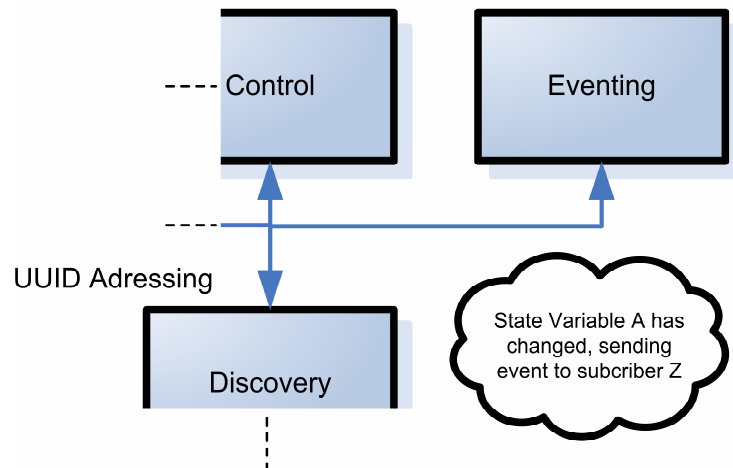 Control
Eventing
UUID Adressing
State Variable A has
changed, sending
event to subcriber Z
Discovery